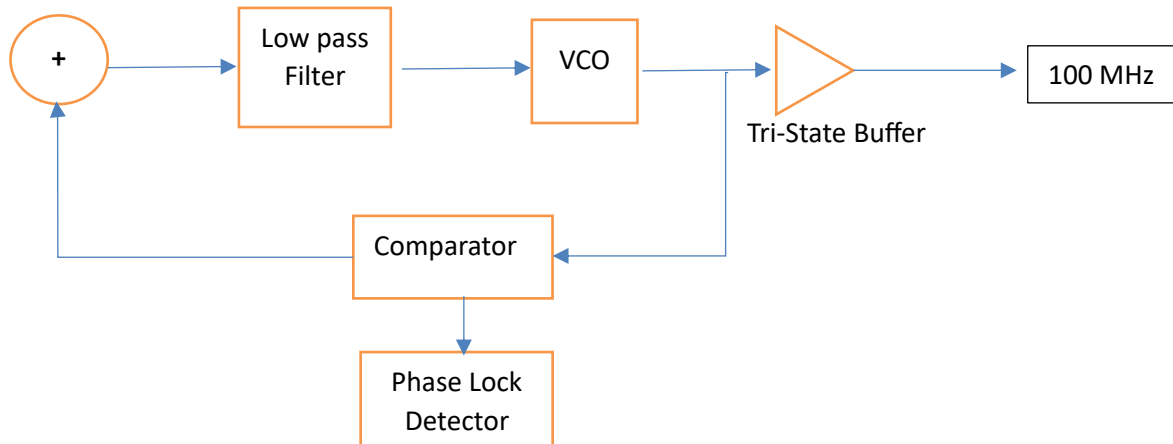 +
Low pass
Filter
VCO
100 MHz
Tri-State Buffer
Comparator
Phase Lock
Detector